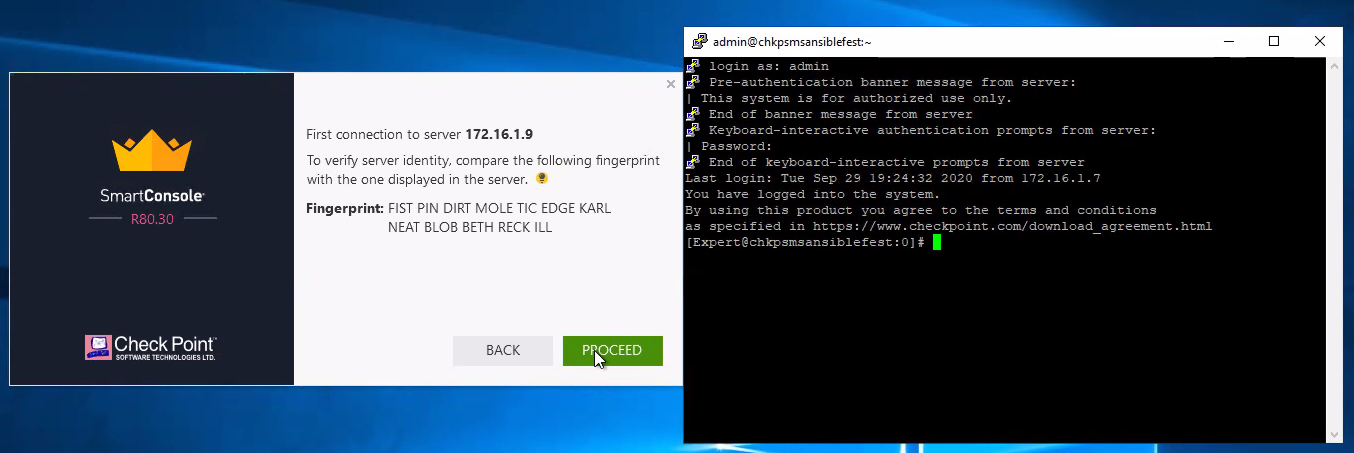 First connection to server 172.16.1.9
To verify server identity, compare the following fingerprint
with the one displayed in the server.
Fingerprint: FIST PIN DIRT MOLE TIC EDGE KARL
NEAT BLOB BETH RECK ILL
SmartConsole
R80.30
Check Point
SOFTWARE TECHNOLOGIES LTD.
BACK
PROCEED
admin@chkpsmsansiblefest:~
login as: admin
Pre-authentication banner message from server:
| This system is for authorized use only.
End of banner message from server
Keyboard-interactive authentication prompts from server:
| Password:
End of keyboard-interactive prompts from server
Last login: Tue Sep 29 19:24:32 2020 from 172.16.1.7
You have logged into the system.
By using this product you agree to the terms and conditions
as specified in https://www.checkpoint.com/download_agreement.html
[Expert@chkpsmsansiblefest:0]#